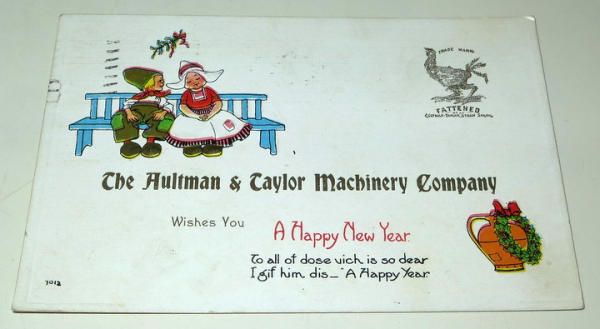 TRADE MARK
FATTENED
The Aultman & Taylor Machinery Company
Wishes You
A Happy New Year
To all of dose vich is so dear
I gif him dis — "A Happy Year
7012